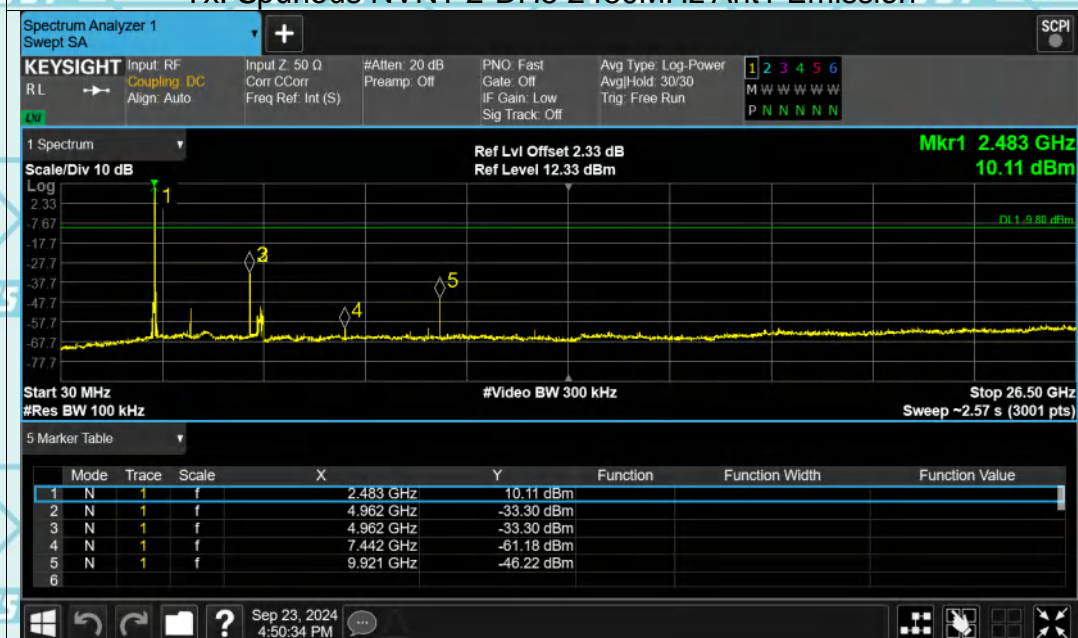 Spectrum Analyzer 1
Swept SA
+
SCPI
KEYSIGHT
RL
LXI
Input: RF
Coupling: DC
Align: Auto
Input Z: 50 Ω
Corr CCorr
Freq Ref: Int (S)
#Atten: 20 dB
Preamp: Off
PNO: Fast
Gate: Off
IF Gain: Low
Sig Track: Off
Avg Type: Log-Power
Avg|Hold: 30/30
Trig: Free Run
1 2 3 4 5 6
M W W W W W
P N N N N N
1 Spectrum
Scale/Div 10 dB
Ref Lvl Offset 2.33 dB
Ref Level 12.33 dBm
Mkr1 2.483 GHz
10.11 dBm
Log
2.33
-7.67
-17.7
-27.7
-37.7
-47.7
-57.7
-67.7
-77.7
1
3
4
5
DL1 -9.80 dBm
Start 30 MHz
#Video BW 300 kHz
Stop 26.50 GHz
#Res BW 100 kHz
Sweep ~2.57 s (3001 pts)
5 Marker Table
Mode Trace Scale X Y Function Function Width Function Value
1 N 1 f 2.483 GHz 10.11 dBm
2 N 1 f 4.962 GHz -33.30 dBm
3 N 1 f 4.962 GHz -33.30 dBm
4 N 1 f 7.442 GHz -61.18 dBm
5 N 1 f 9.921 GHz -46.22 dBm
6
?
Sep 23, 2024
4:50:34 PM